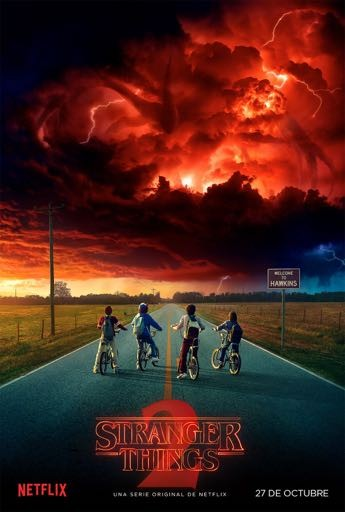 WELCOME TO
HAWKINS
STRANGER
THINGS
2
UNA SERIE ORIGINAL DE NETFLIX
NETFLIX
27 DE OCTUBRE